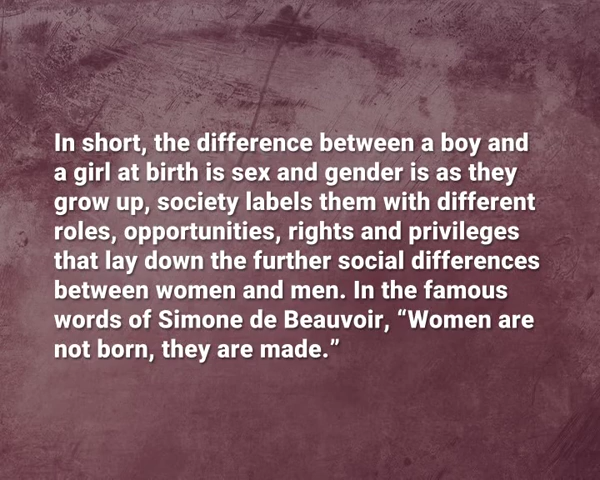 In short, the difference between a boy and
a girl at birth is sex and gender is as they
grow up, society labels them with different
roles, opportunities, rights and privileges
that lay down the further social differences
between women and men. In the famous
words of Simone de Beauvoir, “Women are
not born, they are made.”